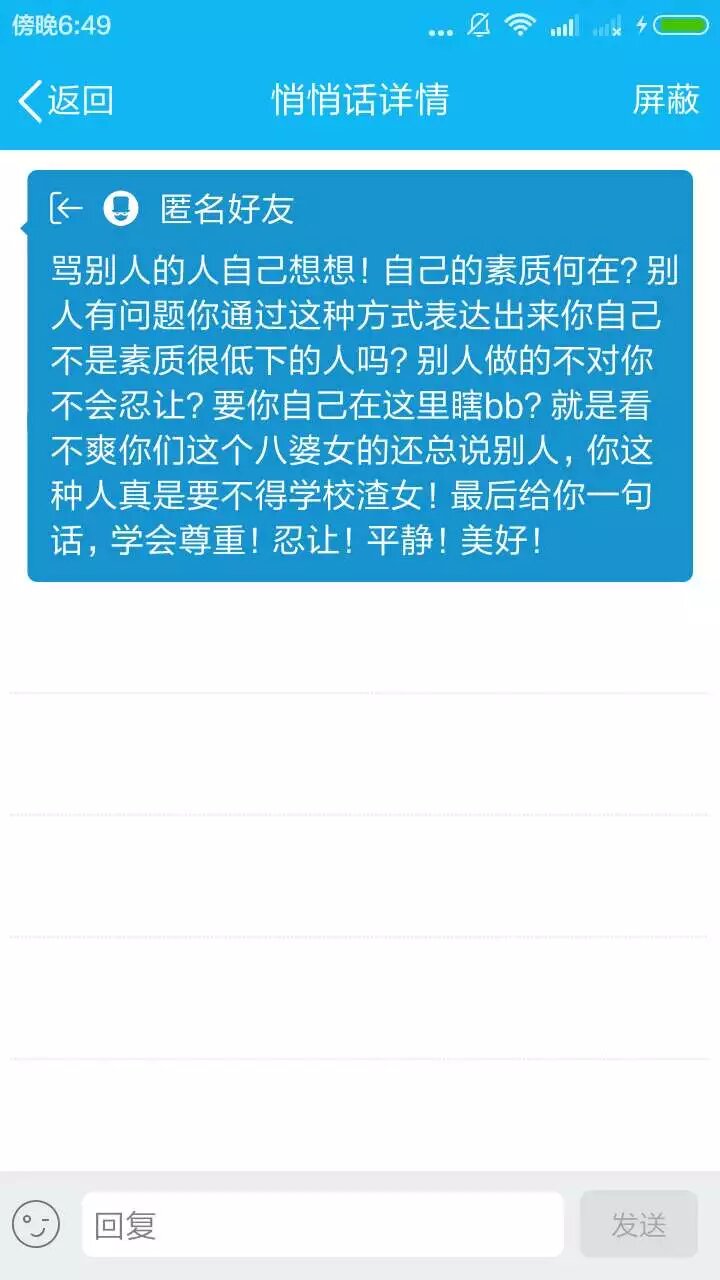 傍晚6:49
返回 悄悄话详情 屏蔽
匿名好友
骂别人的人自己想想！自己的素质何在？别
人有问题你通过这种方式表达出来你自己
不是素质很低下的人吗？别人做的不对你
不会忍让？要你自己在这里瞎bb？就是看
不爽你们这个八婆女的还总说别人，你这
种人真是要不得学校渣女！最后给你一句
话，学会尊重！忍让！平静！美好！
回复 发送